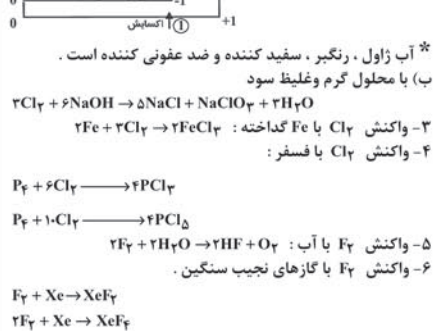 0 -1
0 ① اکسایش +1
* آب ژاول ، رنگبر ، سفید کننده و ضد عفونی کننده است .
ب) با محلول گرم وغلیظ سود
۳Cl۲ + ۶NaOH → ۵NaCl + NaClO۳ + ۳H۲O
۳- واکنش Cl۲ با Fe گداخته : ۲Fe + ۳Cl۲ → ۲FeCl۳
۴- واکنش Cl۲ با فسفر :
P۴ + ۶Cl۲ → ۴PCl۳
P۴ + ۱۰Cl۲ → ۴PCl۵
۵- واکنش F۲ با آب : ۲F۲ + ۲H۲O → ۲HF + O۲
۶- واکنش F۲ با گازهای نجیب سنگین .
F۲ + Xe → XeF۲
۲F۲ + Xe → XeF۴